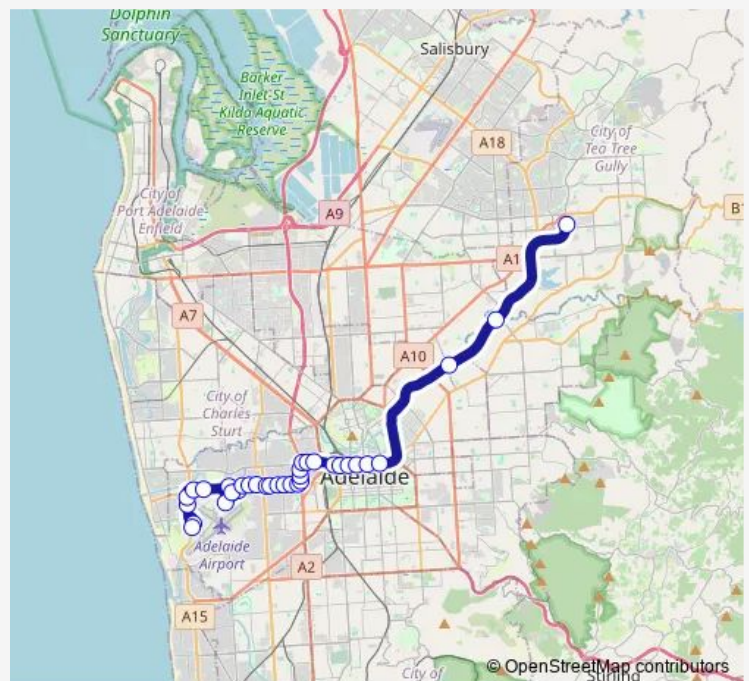 Dolphin
Sanctuary
Salisbury
Barker
Inlet-St
Kilda Aquatic
Reserve
A18
City of
Tea Tree
Gully
City of
Port Adelaide
Enfield
A9
B1
A1
A7
A10
City of
Charles
Sturt
Adelaide
Adelaide
Airport
A2
A15
© OpenStreetMap contributors
City of
Stirling